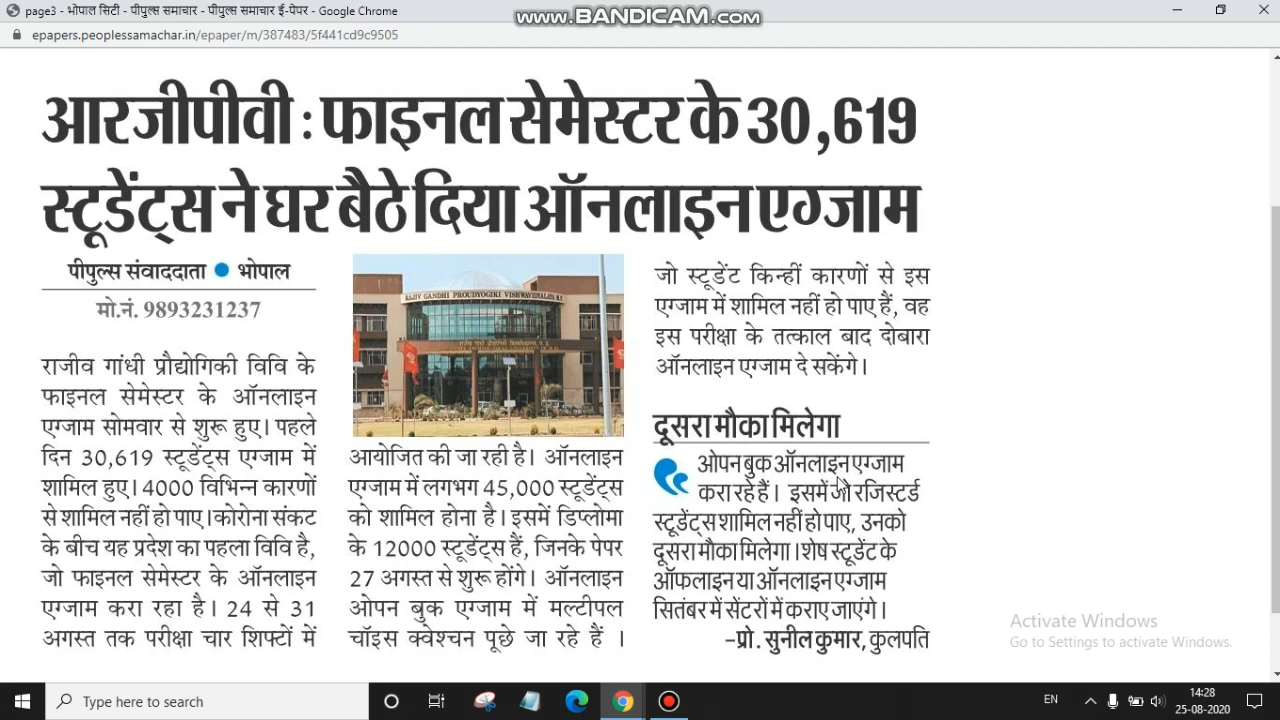 page3 - भोपाल सिटी - पीपुल्स समाचार - पीपुल्स समाचार ई-पेपर - Google Chrome
www.BANDICAM.com
epapers.peoplessamachar.in/epaper/m/387483/5f441cd9c9505
आरजीपीवी : फाइनल सेमेस्टर के 30,619
स्टूडेंट्स ने घर बैठे दिया ऑनलाइन एग्जाम
पीपुल्स संवाददाता ● भोपाल
मो.नं. 9893231237
राजीव गांधी प्रौद्योगिकी विवि के
फाइनल सेमेस्टर के ऑनलाइन
एग्जाम सोमवार से शुरू हुए। पहले
दिन 30,619 स्टूडेंट्स एग्जाम में
शामिल हुए। 4000 विभिन्न कारणों
से शामिल नहीं हो पाए। कोरोना संकट
के बीच यह प्रदेश का पहला विवि है,
जो फाइनल सेमेस्टर के ऑनलाइन
एग्जाम करा रहा है। 24 से 31
अगस्त तक परीक्षा चार शिफ्टों में
RAJIV GANDHI PROUDYOGIKI VISHWAVIDYALAYA M.P.
आयोजित की जा रही है। ऑनलाइन
एग्जाम में लगभग 45,000 स्टूडेंट्स
को शामिल होना है। इसमें डिप्लोमा
के 12000 स्टूडेंट्स हैं, जिनके पेपर
27 अगस्त से शुरू होंगे। ऑनलाइन
ओपन बुक एग्जाम में मल्टीपल
चॉइस क्वेश्चन पूछे जा रहे हैं ।
जो स्टूडेंट किन्हीं कारणों से इस
एग्जाम में शामिल नहीं हो पाए हैं, वह
इस परीक्षा के तत्काल बाद दोबारा
ऑनलाइन एग्जाम दे सकेंगे।
दूसरा मौका मिलेगा
ओपन बुक ऑनलाइन एग्जाम
करा रहे हैं। इसमें जो रजिस्टर्ड
स्टूडेंट्स शामिल नहीं हो पाए, उनको
दूसरा मौका मिलेगा। शेष स्टूडेंट के
ऑफलाइन या ऑनलाइन एग्जाम
सितंबर में सेंटरों में कराए जाएंगे।
-प्रो. सुनील कुमार, कुलपति
Activate Windows
Go to Settings to activate Windows.
Type here to search
EN
14:28
25-08-2020